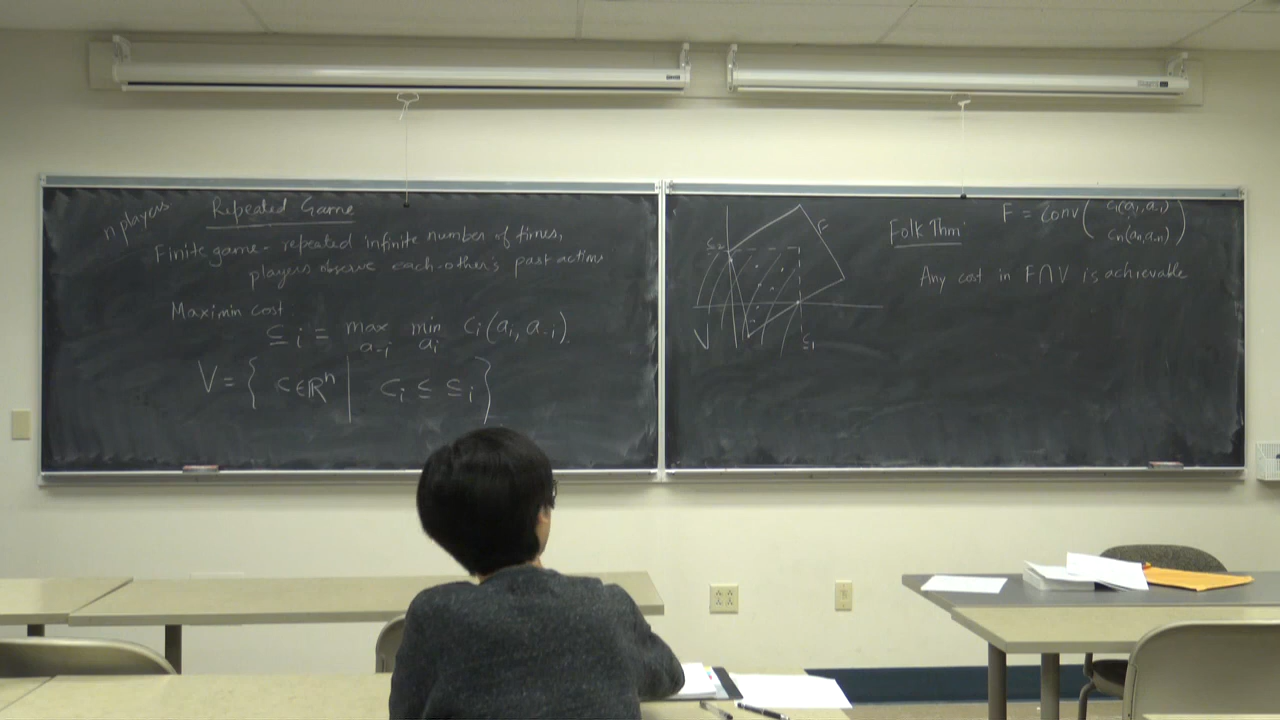 n players
Repeated Game
Finite game - repeated infinite number of times,
players observe each-other's past actions
Maximin cost:
c̲i = max min ci(ai, a-i).
a-i ai
V = { c∈ℝⁿ | ci ≤ c̲i }
c̲2
F
V
c̲1
Folk Thm:
F = Conv( c1(a1,a-1)
⋮
cn(an,a-n) )
Any cost in F∩V is achievable